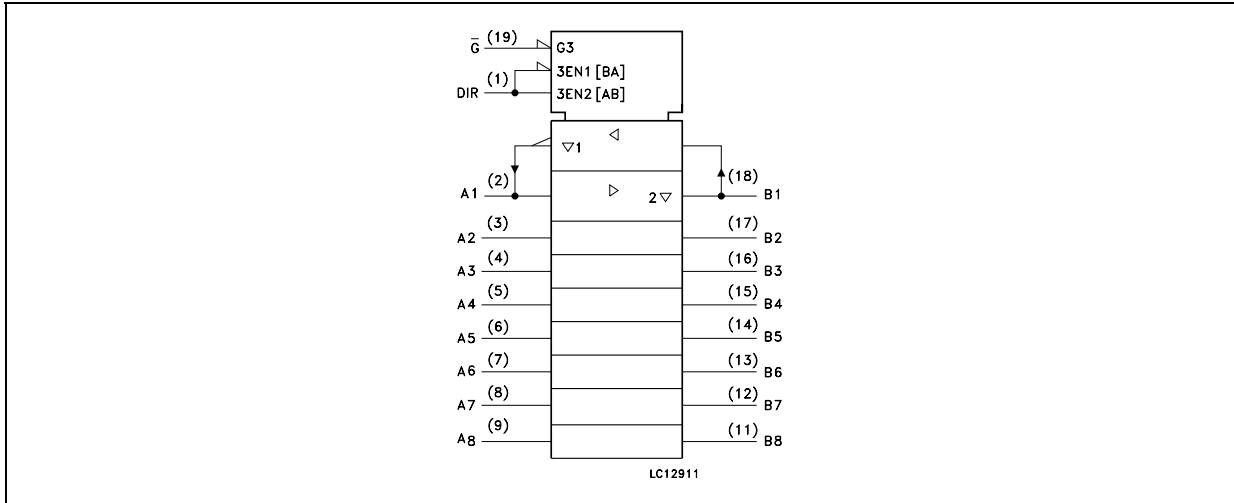 G̅ (19) G3
3EN1 [BA]
DIR (1) 3EN2 [AB]
▽1 ◁
A1 (2) ▷ 2▽ (18) B1
A2 (3) (17) B2
A3 (4) (16) B3
A4 (5) (15) B4
A5 (6) (14) B5
A6 (7) (13) B6
A7 (8) (12) B7
A8 (9) (11) B8
LC12911